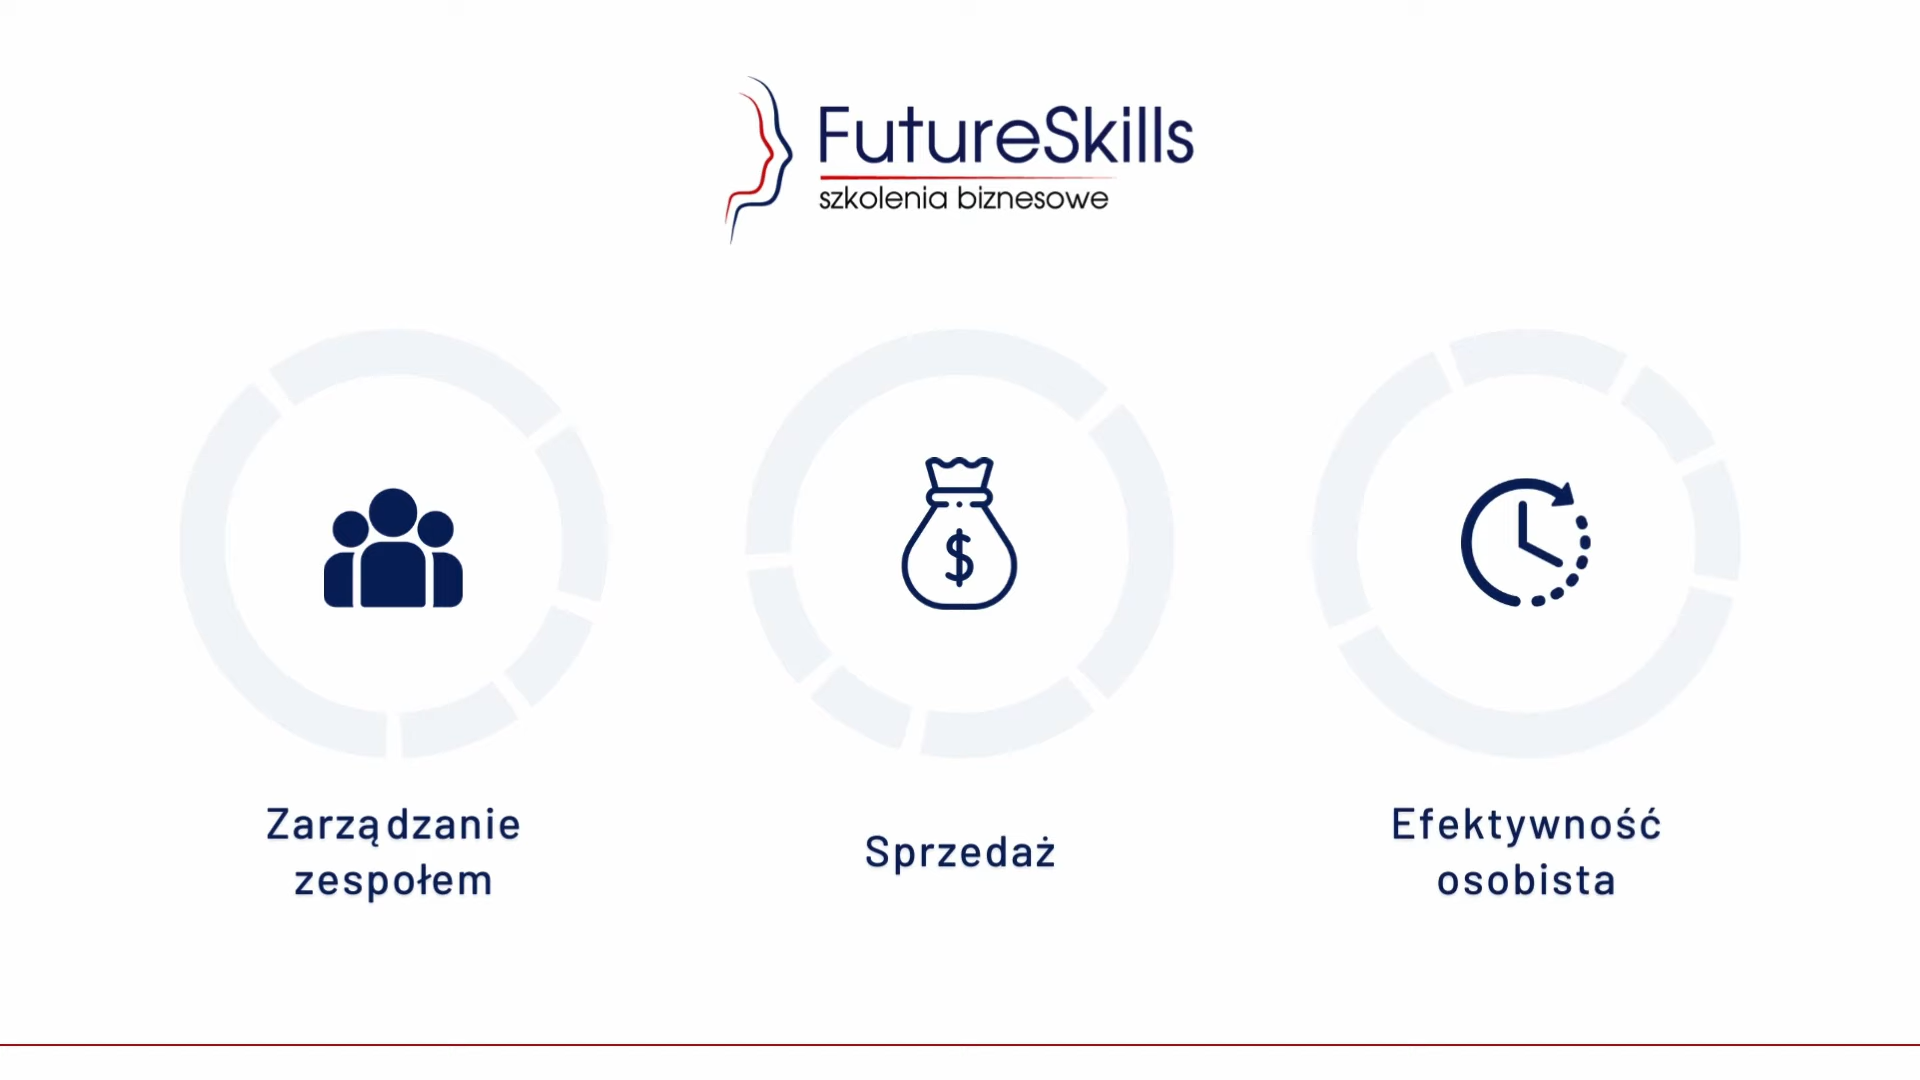 FutureSkills
szkolenia biznesowe
Zarządzanie
zespołem
Sprzedaż
Efektywność
osobista
$